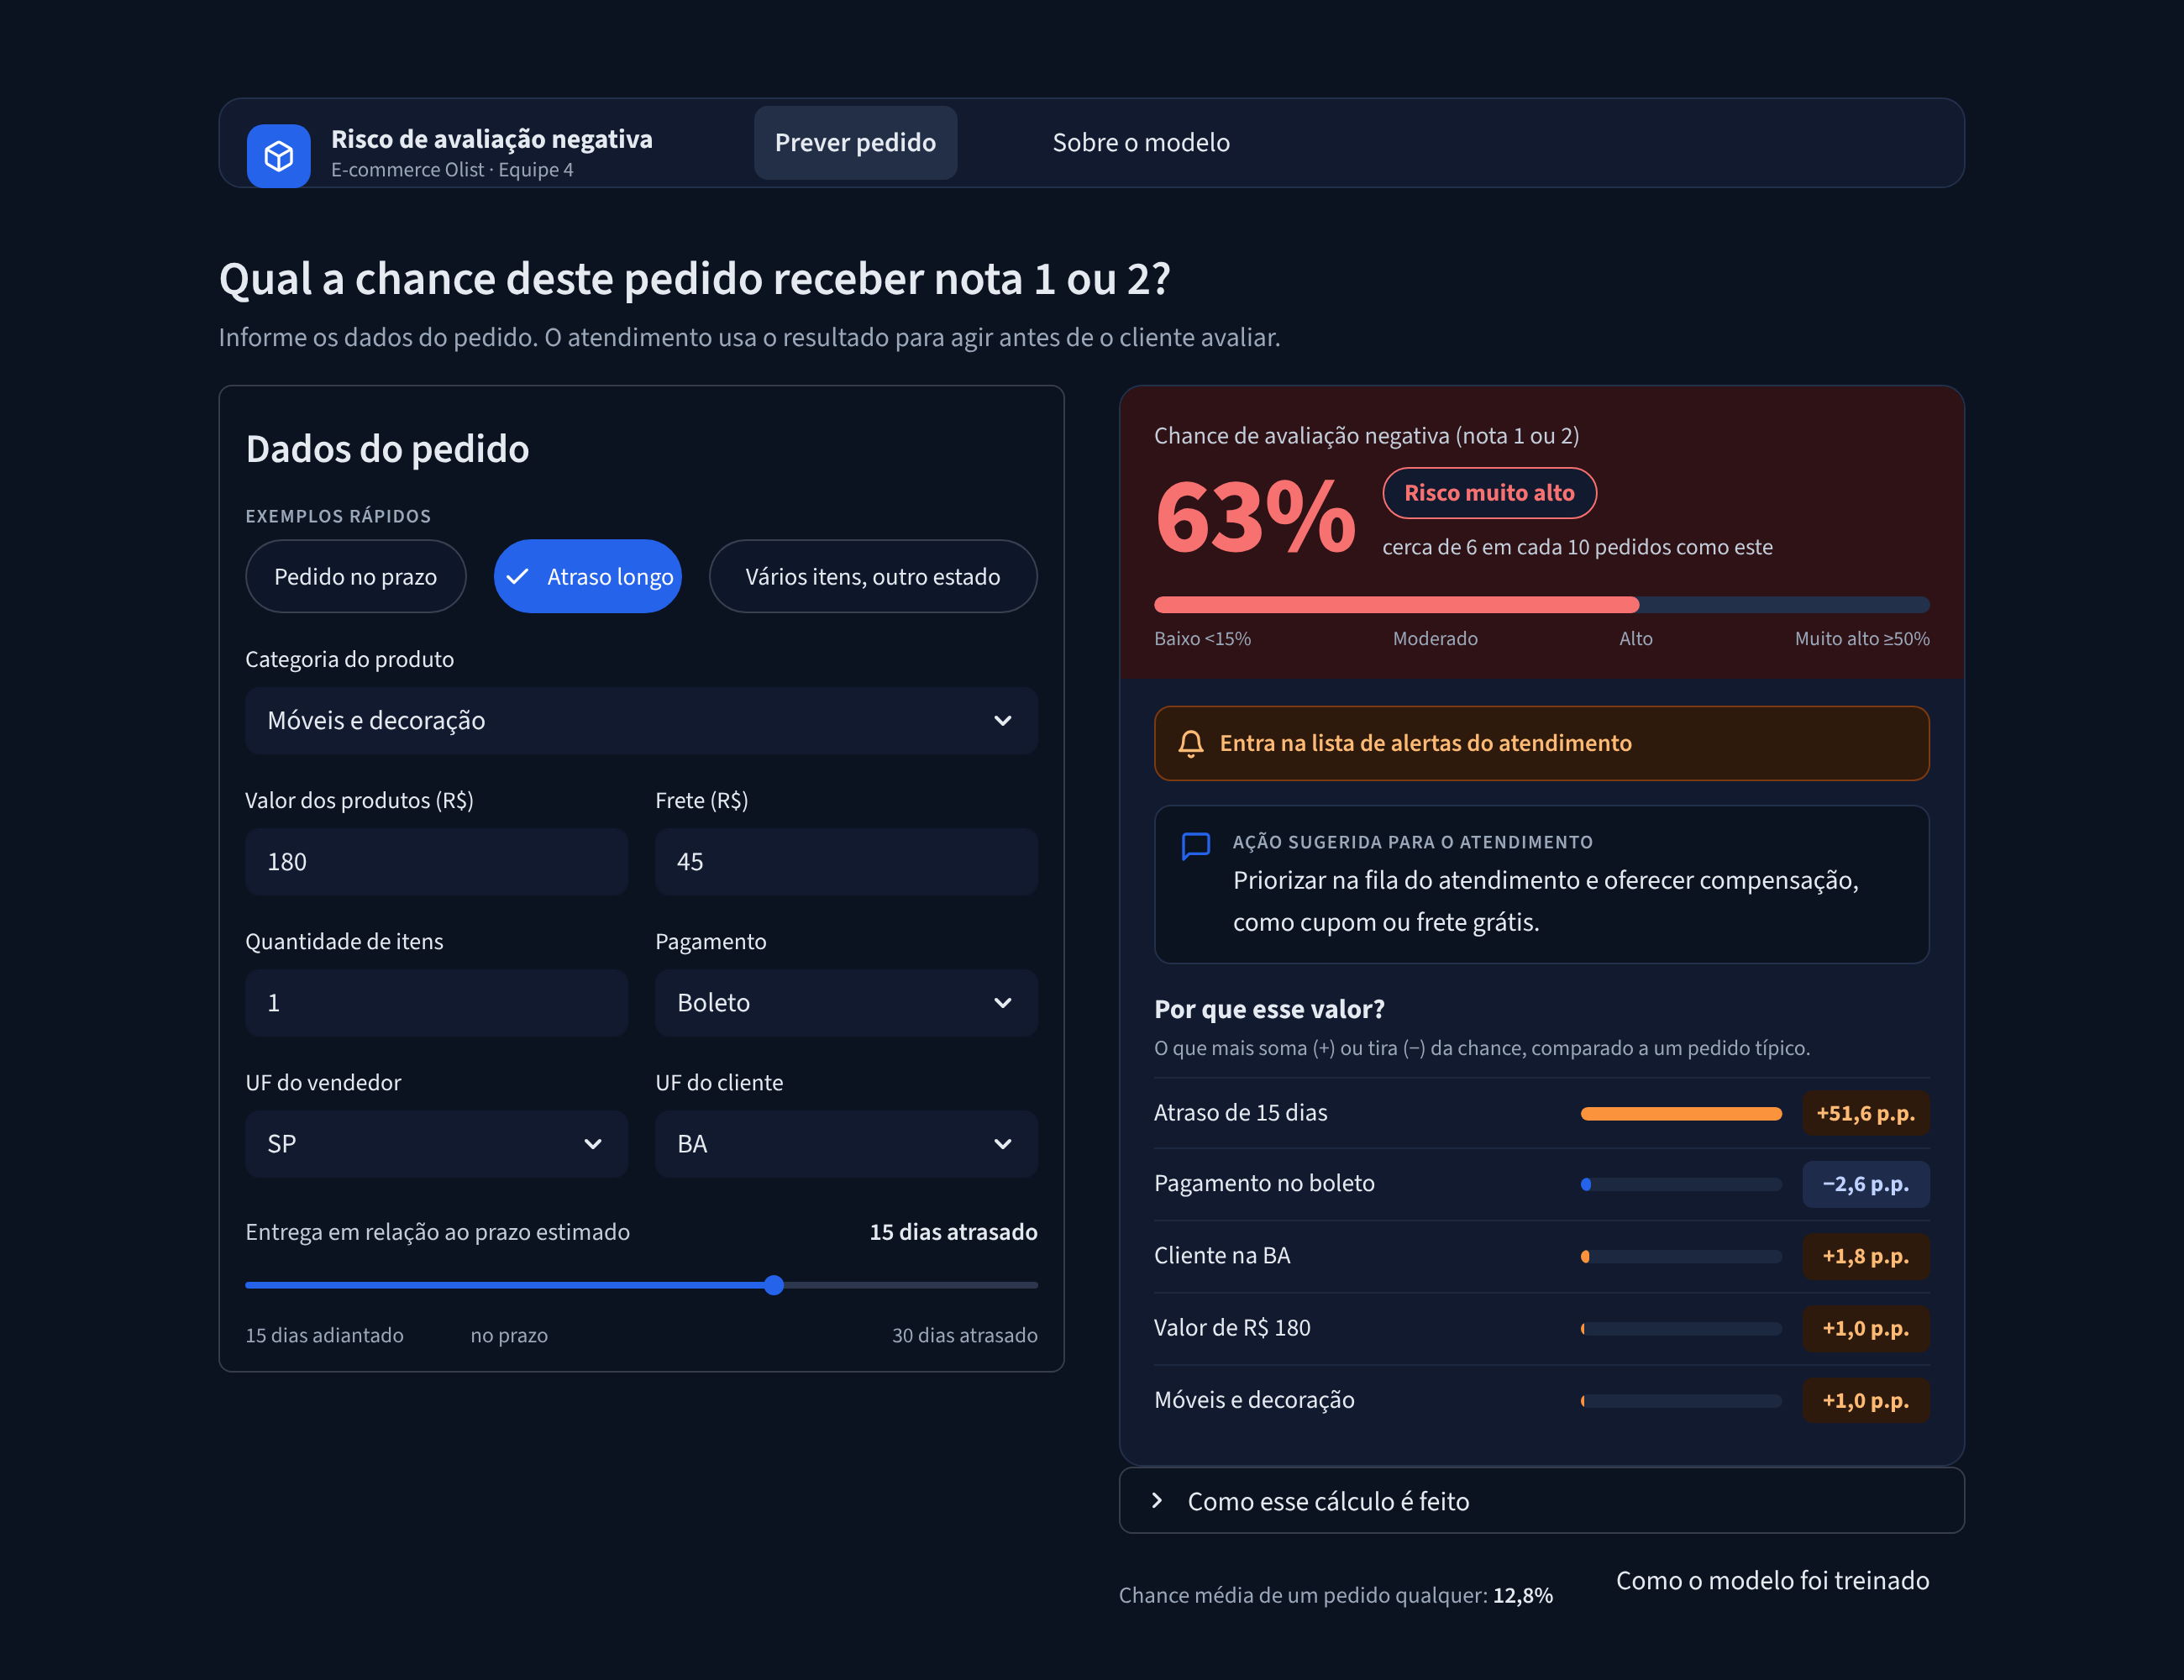 Risco de avaliação negativa
E-commerce Olist · Equipe 4
Prever pedido
Sobre o modelo
Qual a chance deste pedido receber nota 1 ou 2?
Informe os dados do pedido. O atendimento usa o resultado para agir antes de o cliente avaliar.
Dados do pedido
EXEMPLOS RÁPIDOS
Pedido no prazo
Atraso longo
Vários itens, outro estado
Categoria do produto
Móveis e decoração
Valor dos produtos (R$)
Frete (R$)
180
45
Quantidade de itens
Pagamento
1
Boleto
UF do vendedor
UF do cliente
SP
BA
Entrega em relação ao prazo estimado
15 dias atrasado
15 dias adiantado
no prazo
30 dias atrasado
Chance de avaliação negativa (nota 1 ou 2)
63%
Risco muito alto
cerca de 6 em cada 10 pedidos como este
Baixo <15%
Moderado
Alto
Muito alto ≥50%
Entra na lista de alertas do atendimento
AÇÃO SUGERIDA PARA O ATENDIMENTO
Priorizar na fila do atendimento e oferecer compensação,
como cupom ou frete grátis.
Por que esse valor?
O que mais soma (+) ou tira (−) da chance, comparado a um pedido típico.
Atraso de 15 dias
+51,6 p.p.
Pagamento no boleto
−2,6 p.p.
Cliente na BA
+1,8 p.p.
Valor de R$ 180
+1,0 p.p.
Móveis e decoração
+1,0 p.p.
Como esse cálculo é feito
Chance média de um pedido qualquer: 12,8%
Como o modelo foi treinado